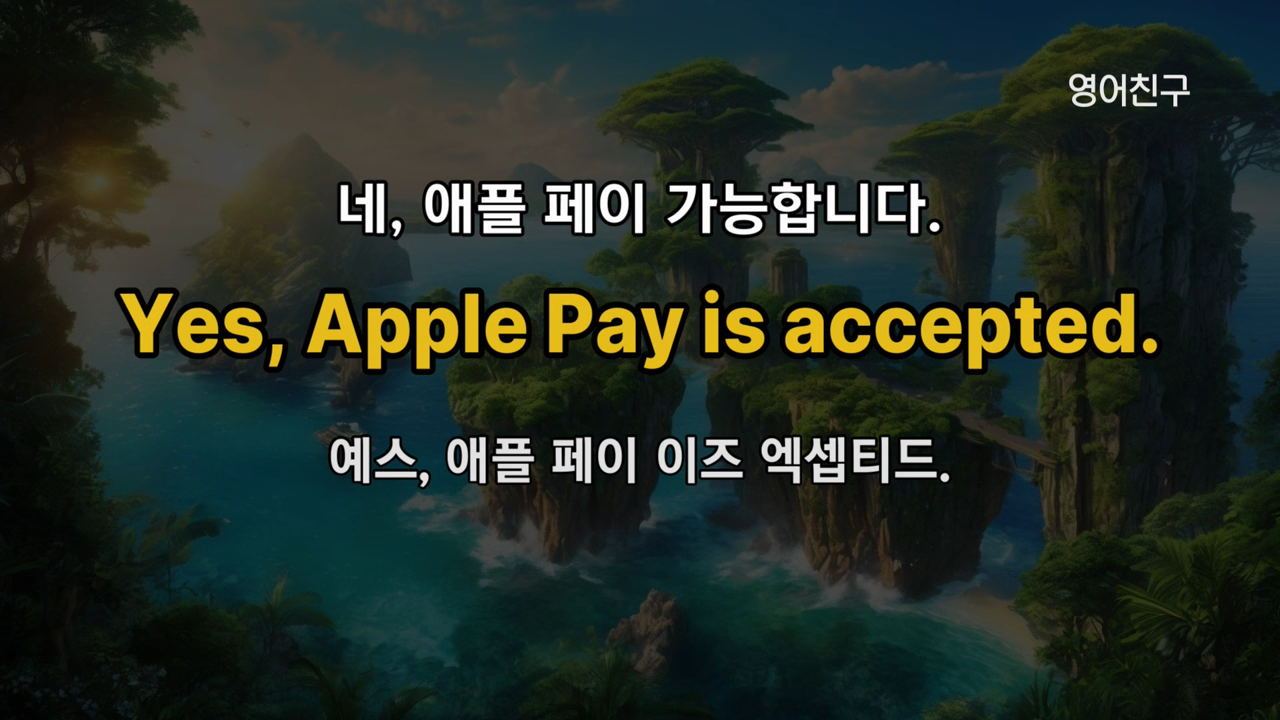 영어친구
네, 애플 페이 가능합니다.
Yes, Apple Pay is accepted.
예스, 애플 페이 이즈 엑셉티드.